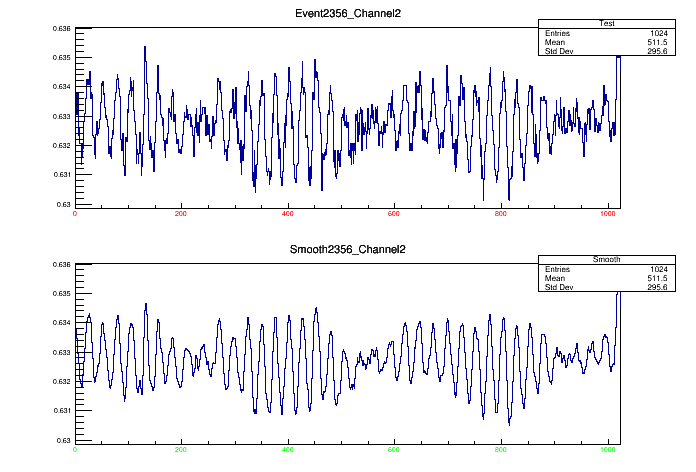 Event2356_Channel2
Test
Entries 1024
Mean 511.5
Std Dev 295.6
0.636
0.635
0.634
0.633
0.632
0.631
0.63
0 200 400 600 800 1000
Smooth2356_Channel2
Smooth
Entries 1024
Mean 511.5
Std Dev 295.6
0.636
0.635
0.634
0.633
0.632
0.631
0.63
0 200 400 600 800 1000